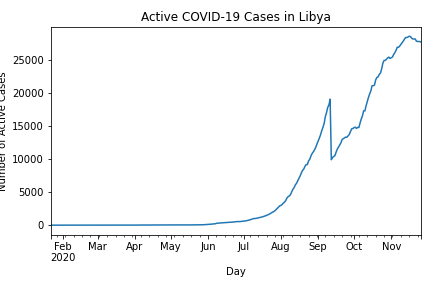 Active COVID-19 Cases in Libya
Number of Active Cases
25000
20000
15000
10000
5000
0
Feb Mar Apr May Jun Jul Aug Sep Oct Nov
2020
Day